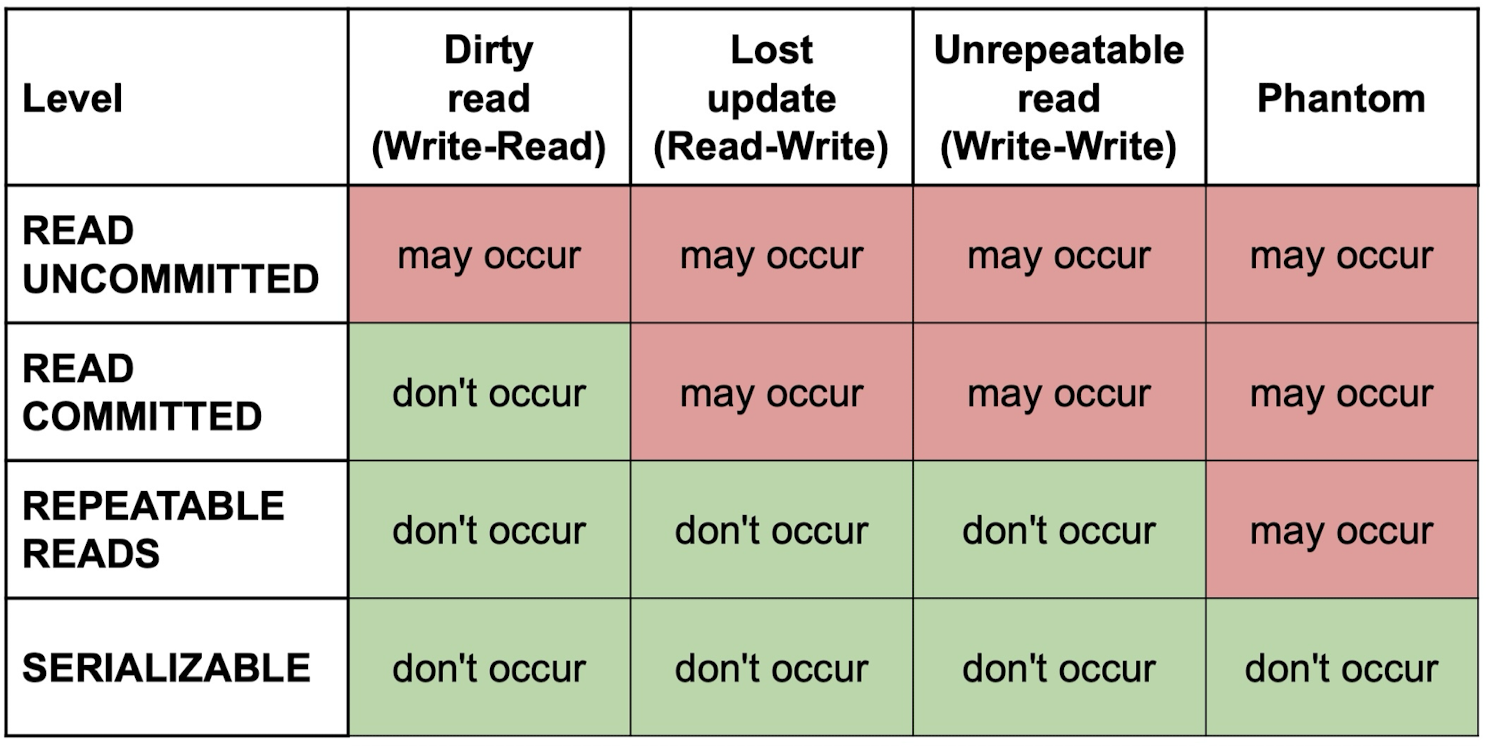 Level
Dirty
read
(Write-Read)
Lost
update
(Read-Write)
Unrepeatable
read
(Write-Write)
Phantom
READ
UNCOMMITTED
may occur
may occur
may occur
may occur
READ
COMMITTED
don't occur
may occur
may occur
may occur
REPEATABLE
READS
don't occur
don't occur
don't occur
may occur
SERIALIZABLE
don't occur
don't occur
don't occur
don't occur